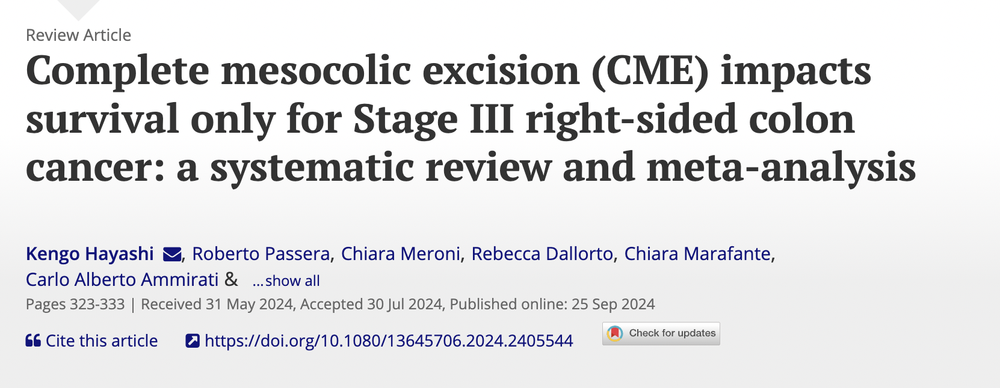 Review Article
Complete mesocolic excision (CME) impacts
survival only for Stage III right-sided colon
cancer: a systematic review and meta-analysis
Kengo Hayashi, Roberto Passera, Chiara Meroni, Rebecca Dallorto, Chiara Marafante,
Carlo Alberto Ammirati & ...show all
Pages 323-333 | Received 31 May 2024, Accepted 30 Jul 2024, Published online: 25 Sep 2024
Cite this article https://doi.org/10.1080/13645706.2024.2405544 Check for updates